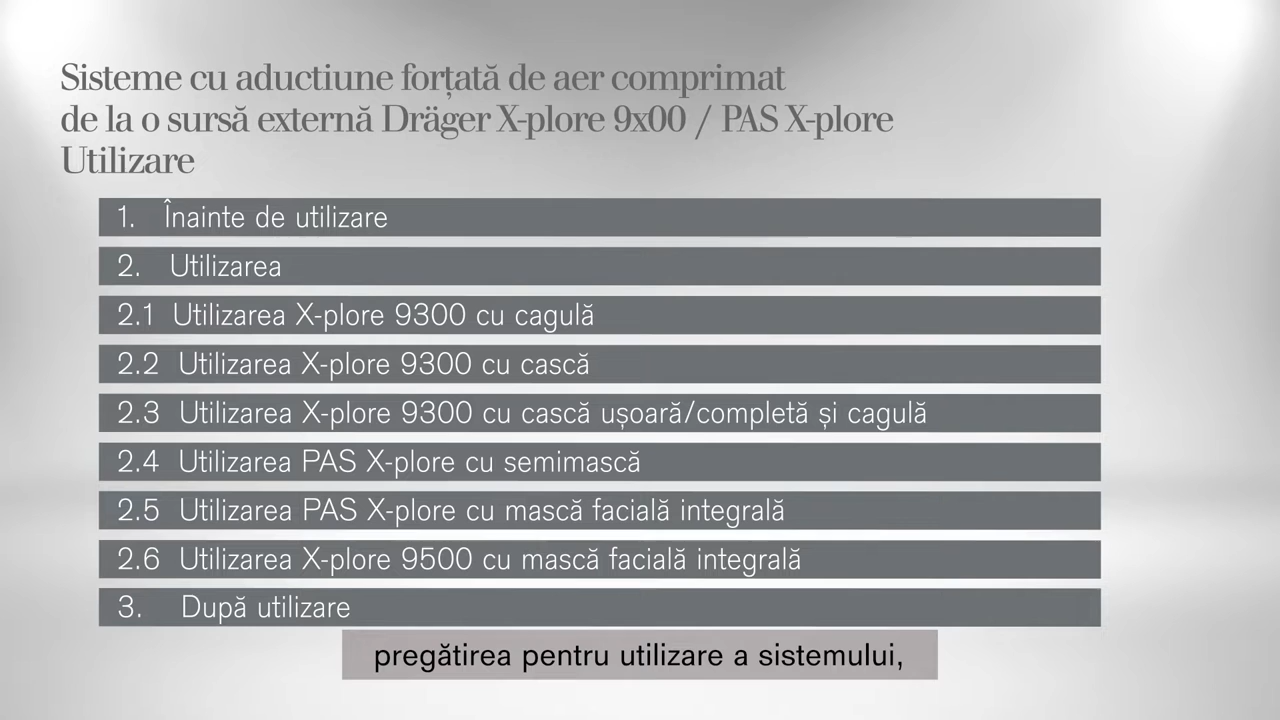 Sisteme cu aductiune forțată de aer comprimat
de la o sursă externă Dräger X-plore 9x00 / PAS X-plore
Utilizare
1. Înainte de utilizare
2. Utilizarea
2.1 Utilizarea X-plore 9300 cu cagulă
2.2 Utilizarea X-plore 9300 cu cască
2.3 Utilizarea X-plore 9300 cu cască ușoară/completă și cagulă
2.4 Utilizarea PAS X-plore cu semimască
2.5 Utilizarea PAS X-plore cu mască facială integrală
2.6 Utilizarea X-plore 9500 cu mască facială integrală
3. După utilizare
pregătirea pentru utilizare a sistemului,